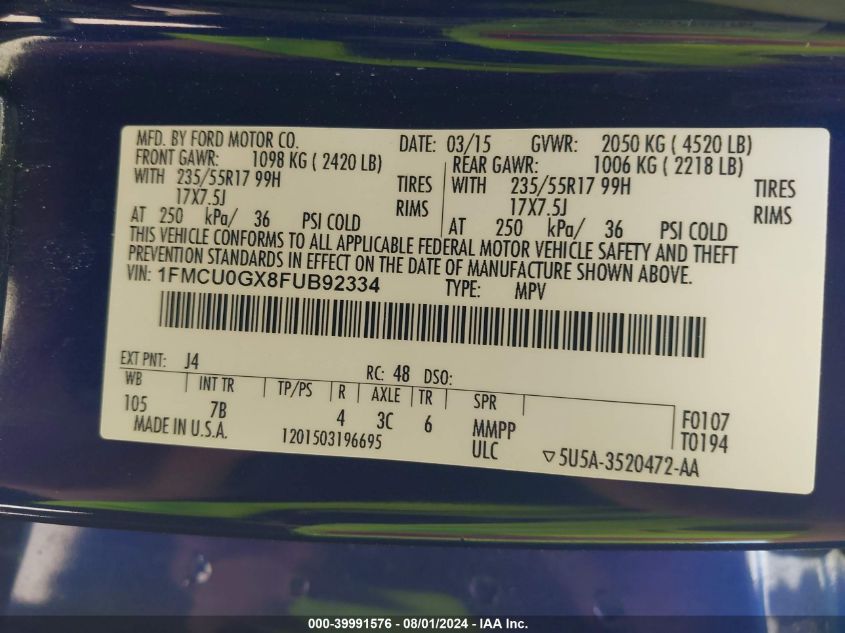 MFD. BY FORD MOTOR CO. DATE: 03/15 GVWR: 2050 KG ( 4520 LB)
FRONT GAWR: 1098 KG ( 2420 LB) REAR GAWR: 1006 KG ( 2218 LB)
WITH 235/55R17 99H TIRES WITH 235/55R17 99H TIRES
17X7.5J RIMS 17X7.5J RIMS
AT 250 kPa/ 36 PSI COLD AT 250 kPa/ 36 PSI COLD
THIS VEHICLE CONFORMS TO ALL APPLICABLE FEDERAL MOTOR VEHICLE SAFETY AND THEFT
PREVENTION STANDARDS IN EFFECT ON THE DATE OF MANUFACTURE SHOWN ABOVE.
VIN: 1FMCU0GX8FUB92334 TYPE: MPV
EXT PNT: J4 RC: 48 DSO:
WB INT TR TP/PS R AXLE TR SPR
105 7B 4 3C 6 MMPP F0107
MADE IN U.S.A. 1201503196695 ULC T0194
▽5U5A-3520472-AA
000-39991576 - 08/01/2024 - IAA Inc.